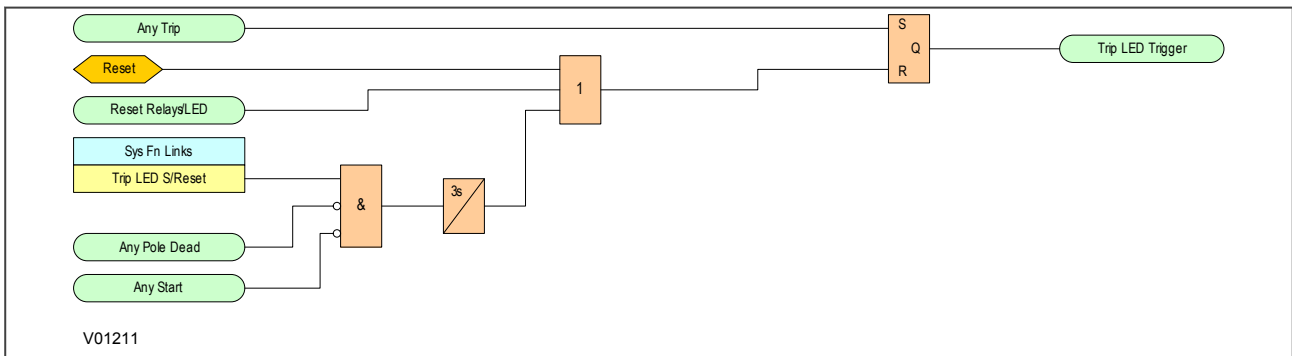 Any Trip
S
Q
R
Trip LED Trigger
Reset
1
Reset Relays/LED
Sys Fn Links
Trip LED S/Reset
3s
&
Any Pole Dead
Any Start
V01211